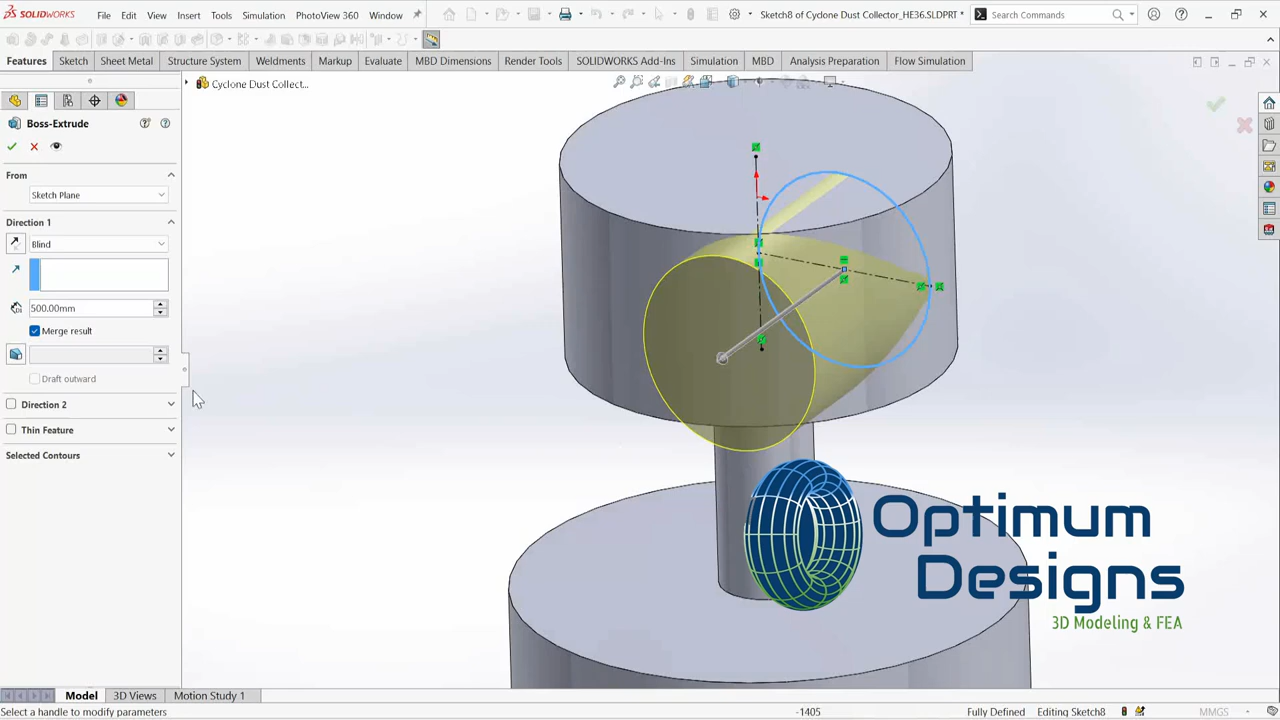 SOLIDWORKS
File
Edit
View
Insert
Tools
Simulation
PhotoView 360
Window
Sketch8 of Cyclone Dust Collector_HE36.SLDPRT *
Search Commands
Features
Sketch
Sheet Metal
Structure System
Weldments
Markup
Evaluate
MBD Dimensions
Render Tools
SOLIDWORKS Add-Ins
Simulation
MBD
Analysis Preparation
Flow Simulation
Cyclone Dust Collect...
Boss-Extrude
From
Sketch Plane
Direction 1
Blind
500.00mm
Merge result
Draft outward
Direction 2
Thin Feature
Selected Contours
Optimum
Designs
3D Modeling & FEA
Model
3D Views
Motion Study 1
Select a handle to modify parameters
-1405
Fully Defined
Editing Sketch8
MMGS